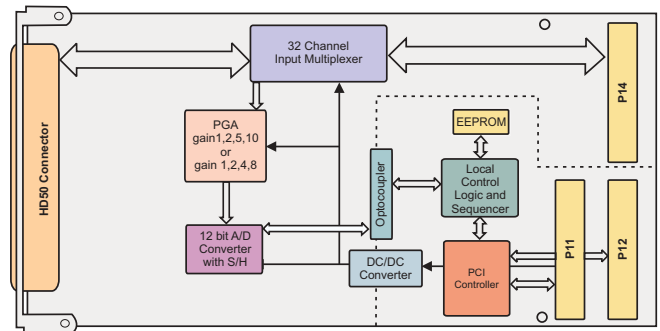 HD50 Connector
32 Channel
Input Multiplexer
P14
PGA
gain1,2,5,10
or
gain 1,2,4,8
EEPROM
Optocoupler
Local
Control
Logic and
Sequencer
12 bit A/D
Converter
with S/H
DC/DC
Converter
PCI
Controller
P11
P12